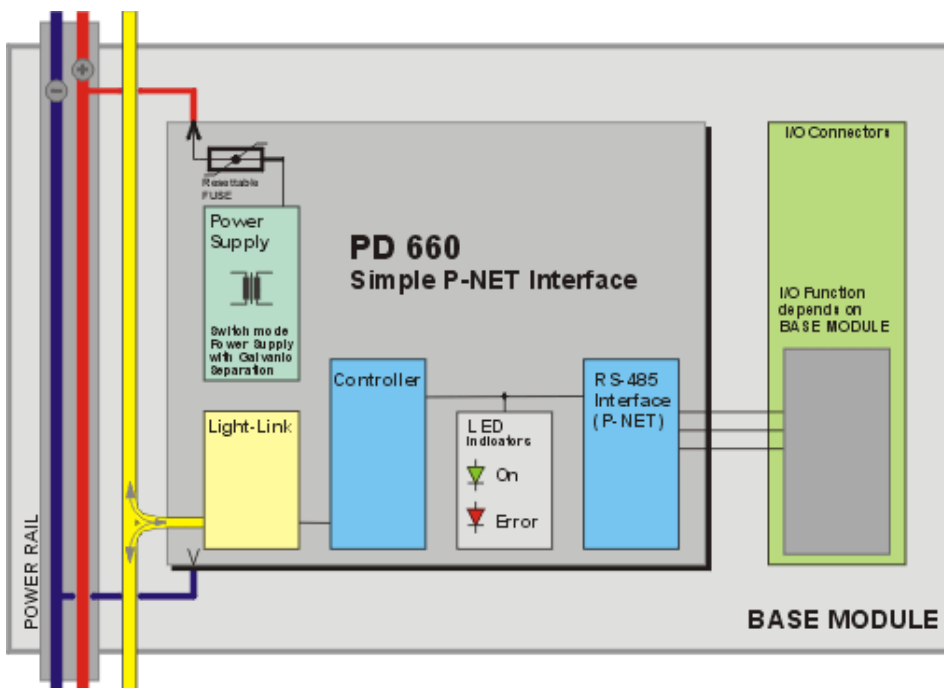 I/O Connectors
Resettable
FUSE
Power
Supply
PD 660
Simple P-NET Interface
I/O Function
depends on
BASE MODULE
Switch mode
Power Supply
with Galvanic
Separation
Controller
RS-485
Interface
(P-NET)
Light-Link
LED
Indicators
On
Error
POWER RAIL
BASE MODULE